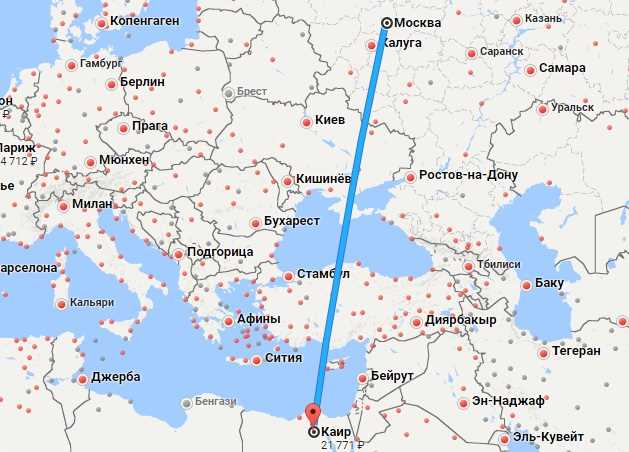 Москва
Казань
Копенгаген
Калуга
Саранск
Гамбург
Самара
Берлин
Брест
₽
Уральск
Киев
Прага
Париж
4 712 ₽
Мюнхен
Ростов-на-Дону
Кишинёв
Милан
Бухарест
Подгорица
Тбилиси
арселона
Стамбул
Баку
Кальяри
Афины
Диярбакыр
Тегеран
Сития
Джерба
Бейрут
Бенгази
Эн-Наджаф
Каир
21 771 ₽
Эль-Кувейт